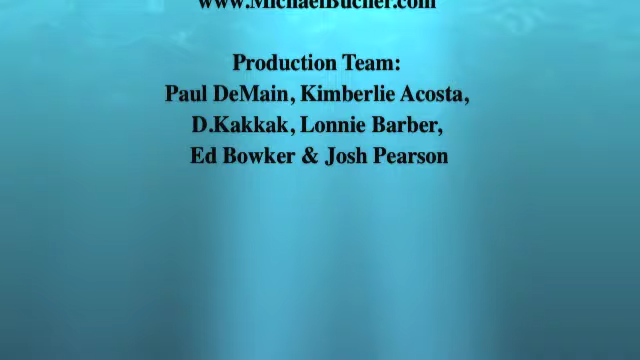 www.MichaelBucher.com
Production Team:
Paul DeMain, Kimberlie Acosta,
D.Kakkak, Lonnie Barber,
Ed Bowker & Josh Pearson